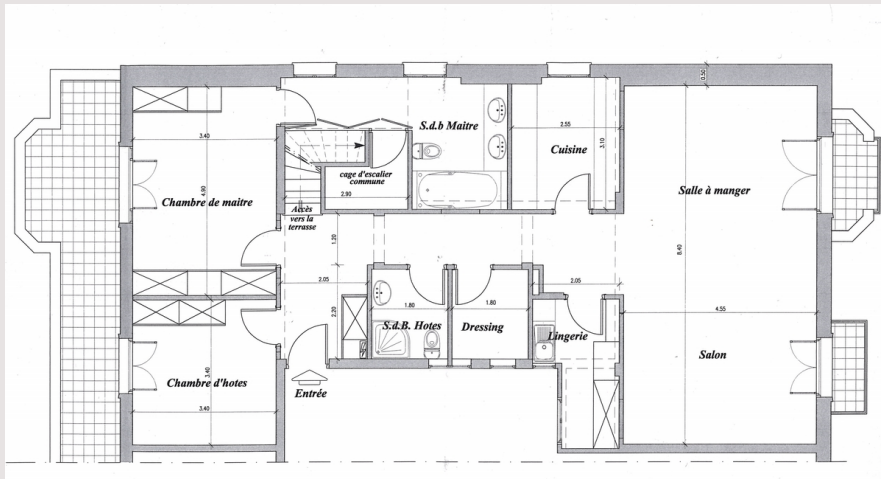 0.50
3.40
S.d.b Maitre
2.55
3.10
Cuisine
cage d'escalier
commune
2.90
Chambre de maitre
4.90
Salle à manger
Accès
vers la
terrasse
1.20
8.40
2.05
2.05
1.80
1.80
4.55
2.20
S.d.B. Hotes
Dressing
Lingerie
Salon
Chambre d'hotes
3.40
3.40
Entrée